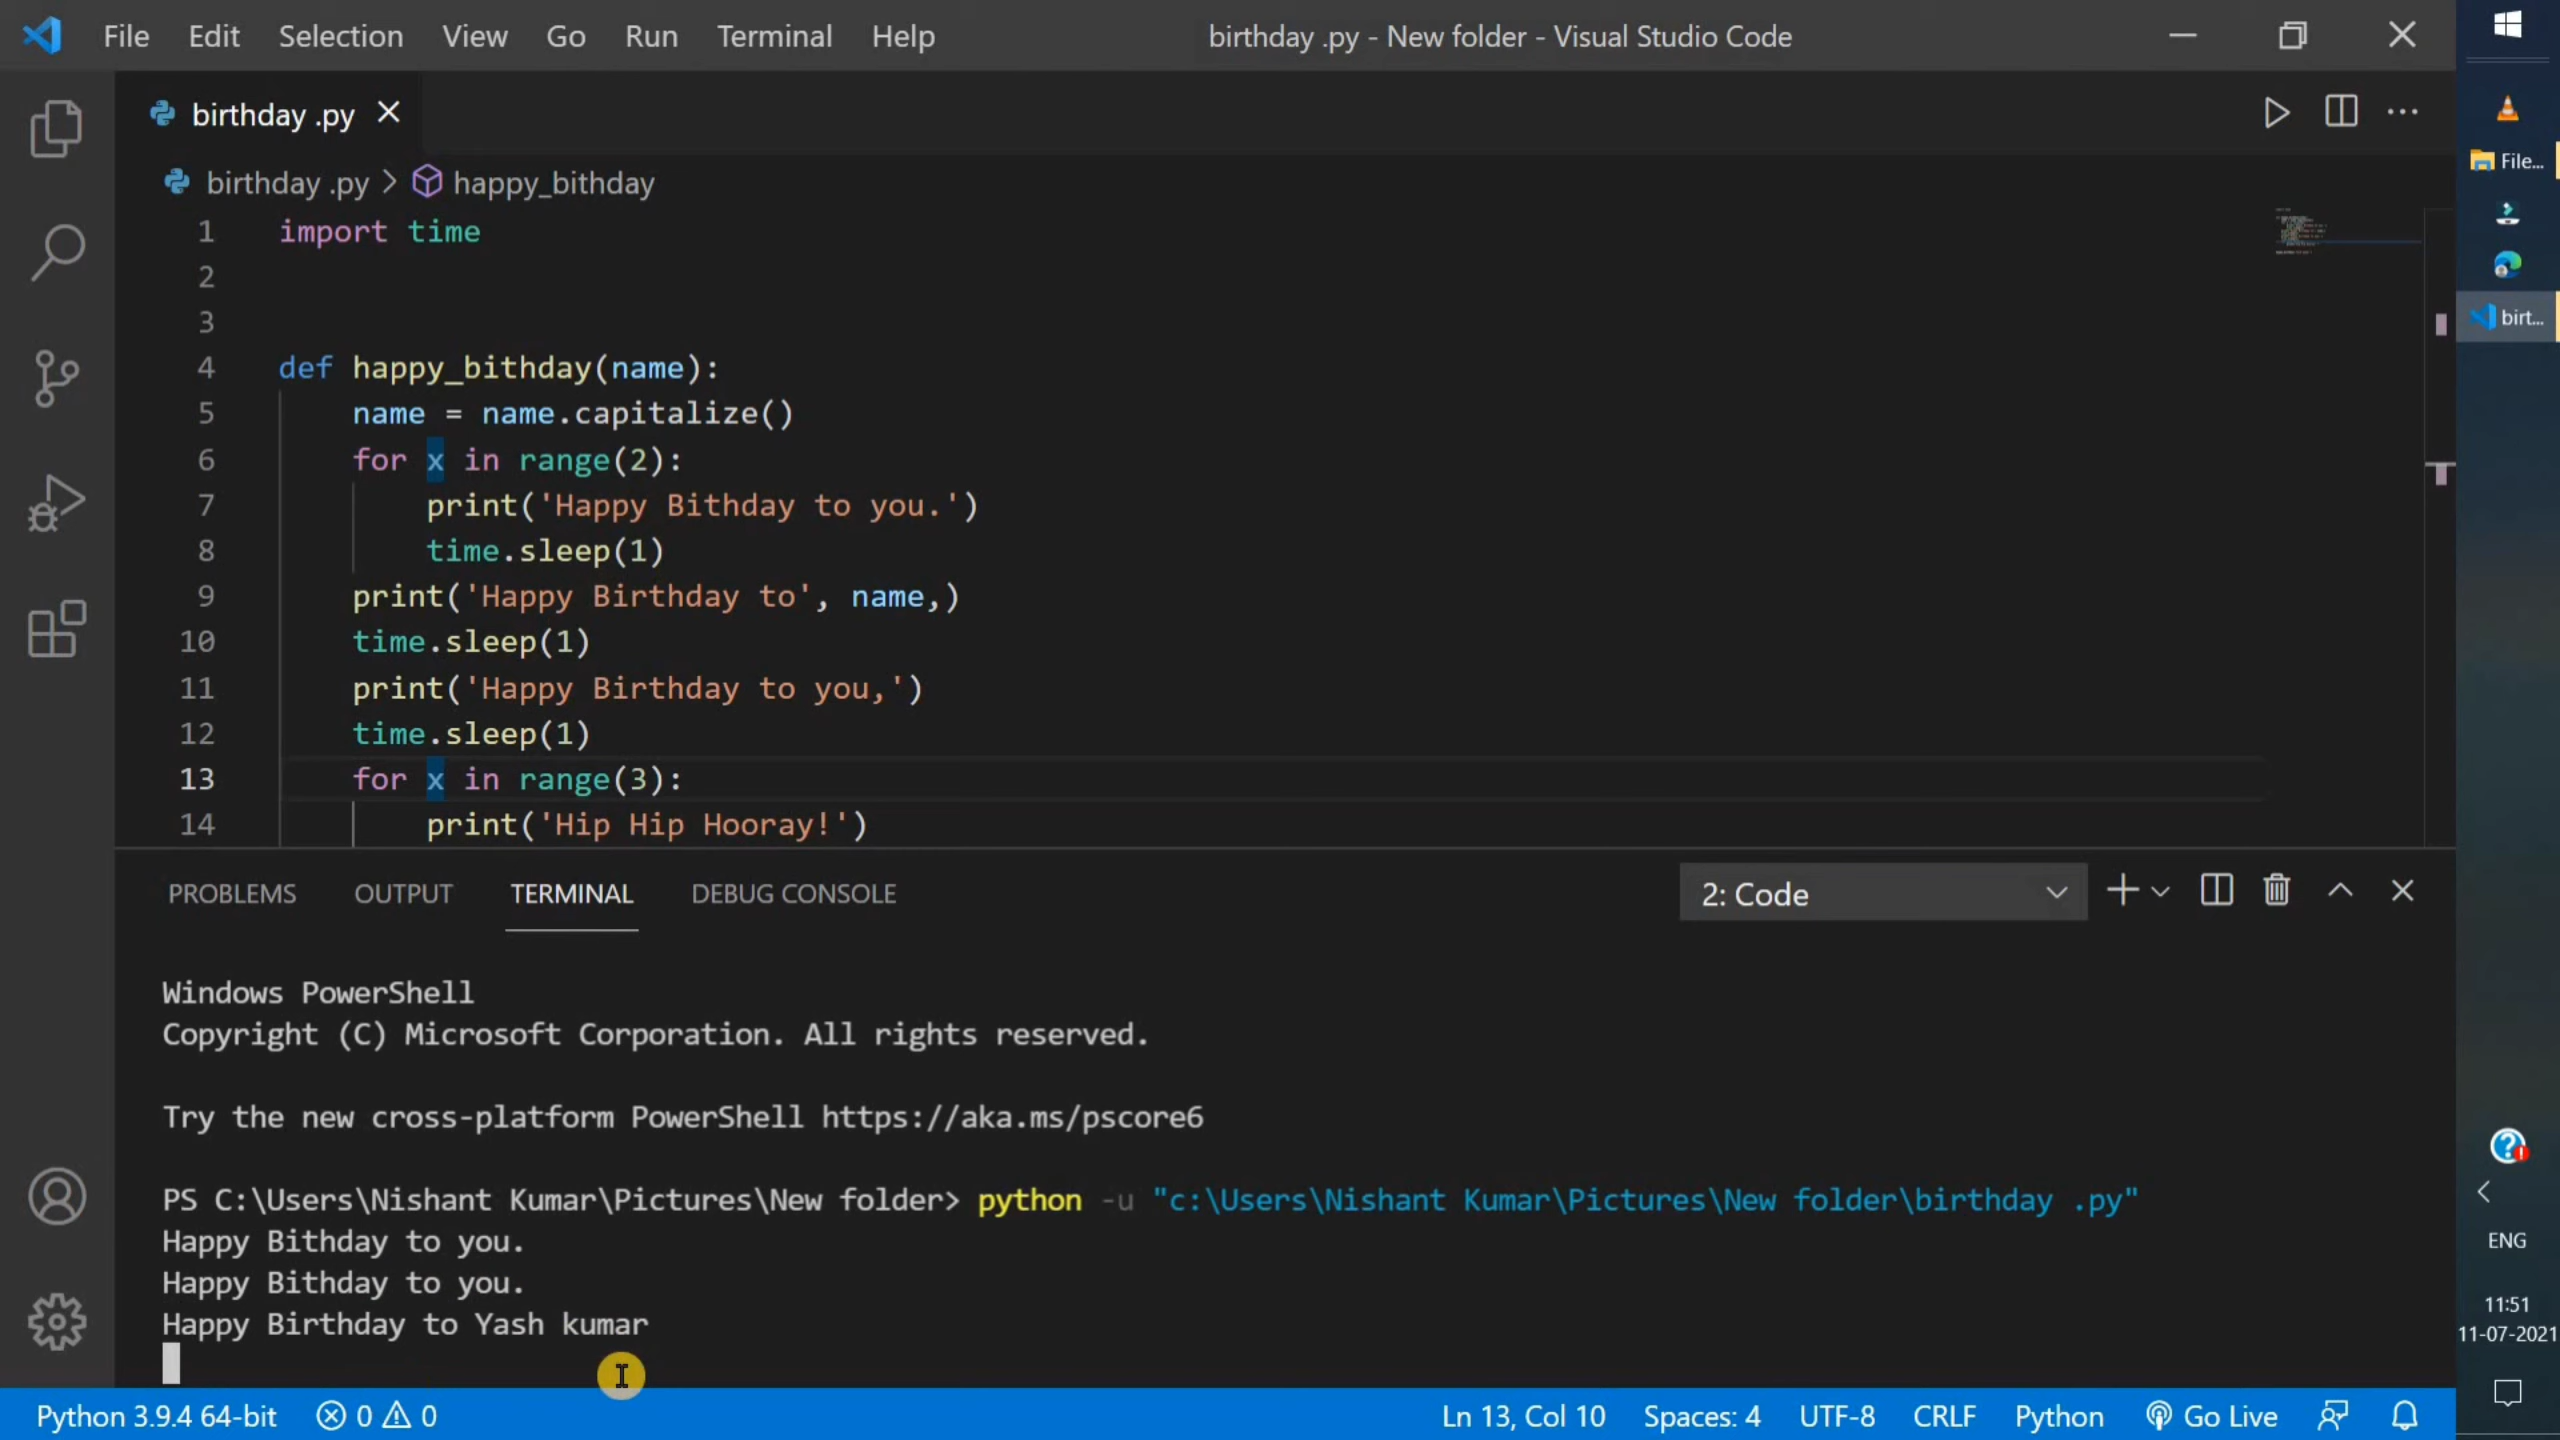 File Edit Selection View Go Run Terminal Help birthday .py - New folder - Visual Studio Code
birthday .py
birthday .py > happy_bithday
1 import time
2
3
4 def happy_bithday(name):
5 name = name.capitalize()
6 for x in range(2):
7 print('Happy Bithday to you.')
8 time.sleep(1)
9 print('Happy Birthday to', name,)
10 time.sleep(1)
11 print('Happy Birthday to you,')
12 time.sleep(1)
13 for x in range(3):
14 print('Hip Hip Hooray!')
PROBLEMS OUTPUT TERMINAL DEBUG CONSOLE 2: Code
Windows PowerShell
Copyright (C) Microsoft Corporation. All rights reserved.
Try the new cross-platform PowerShell https://aka.ms/pscore6
PS C:\Users\Nishant Kumar\Pictures\New folder> python -u "c:\Users\Nishant Kumar\Pictures\New folder\birthday .py"
Happy Bithday to you.
Happy Bithday to you.
Happy Birthday to Yash kumar
Python 3.9.4 64-bit 0 0 Ln 13, Col 10 Spaces: 4 UTF-8 CRLF Python Go Live
File...
birt...
ENG
11:51
11-07-2021